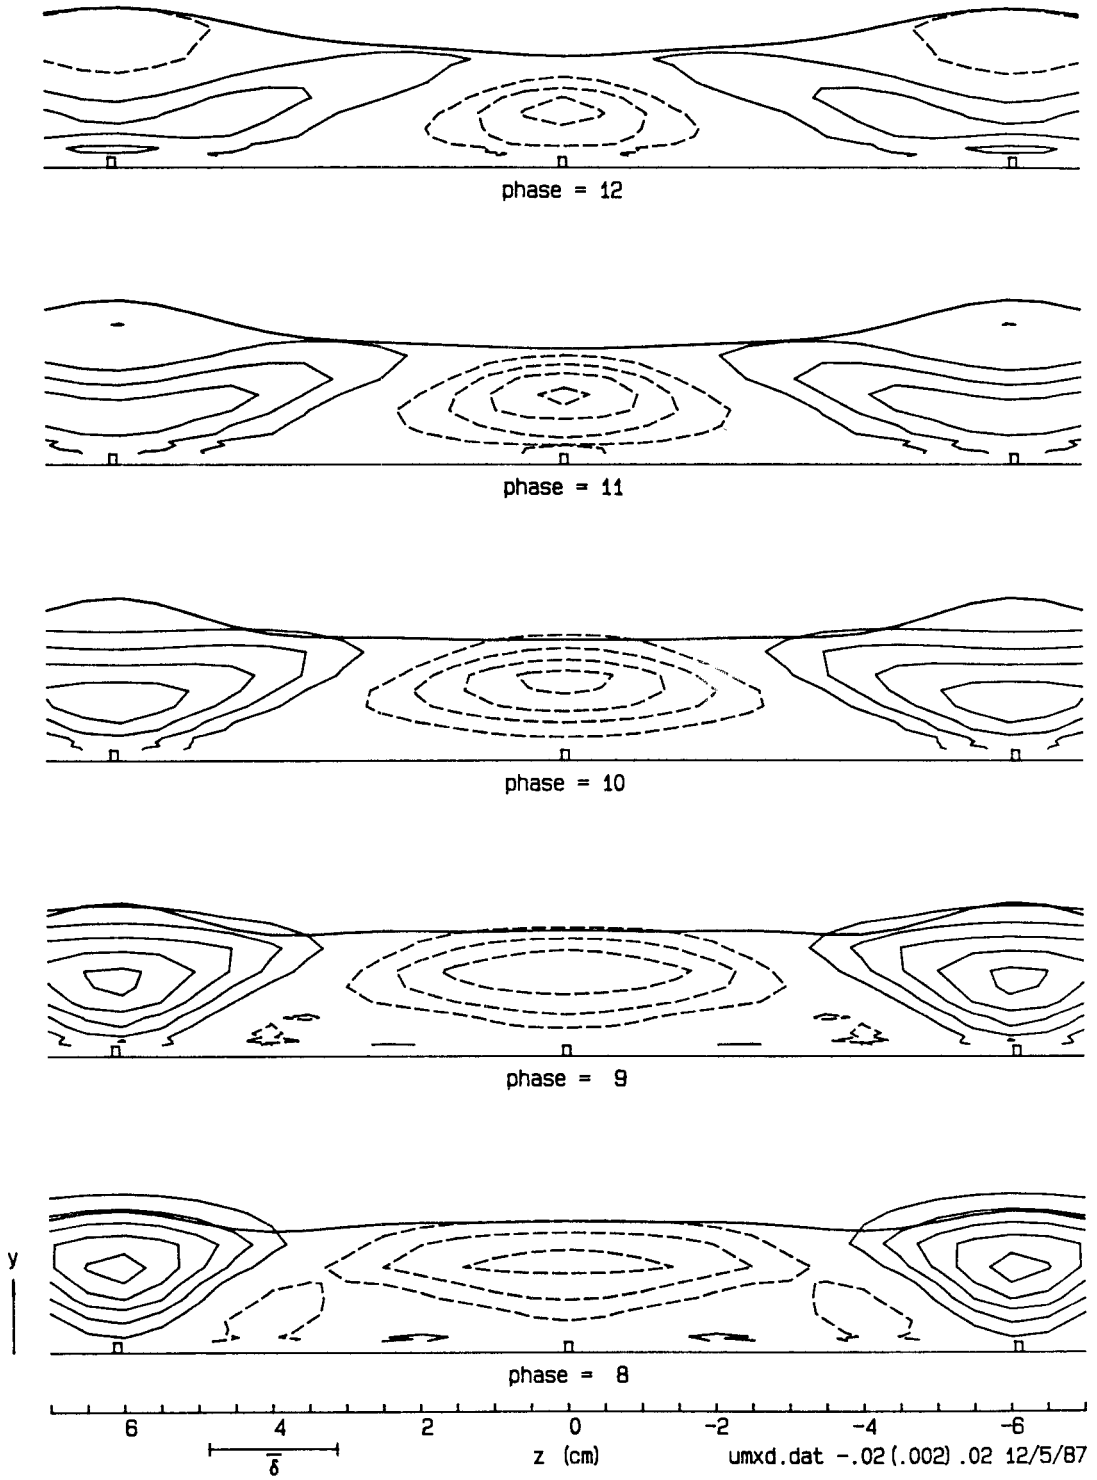 phase = 12
phase = 11
phase = 10
phase = 9
y
phase = 8
6 4 2 0 -2 -4 -6
δ̅ z (cm) umxd.dat -.02(.002).02 12/5/87